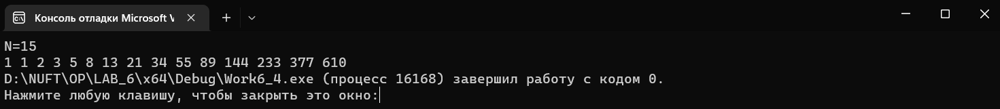 Консоль отладки Microsoft V
N=15
1 1 2 3 5 8 13 21 34 55 89 144 233 377 610
D:\NUFT\OP\LAB_6\x64\Debug\Work6_4.exe (процесс 16168) завершил работу с кодом 0.
Нажмите любую клавишу, чтобы закрыть это окно: